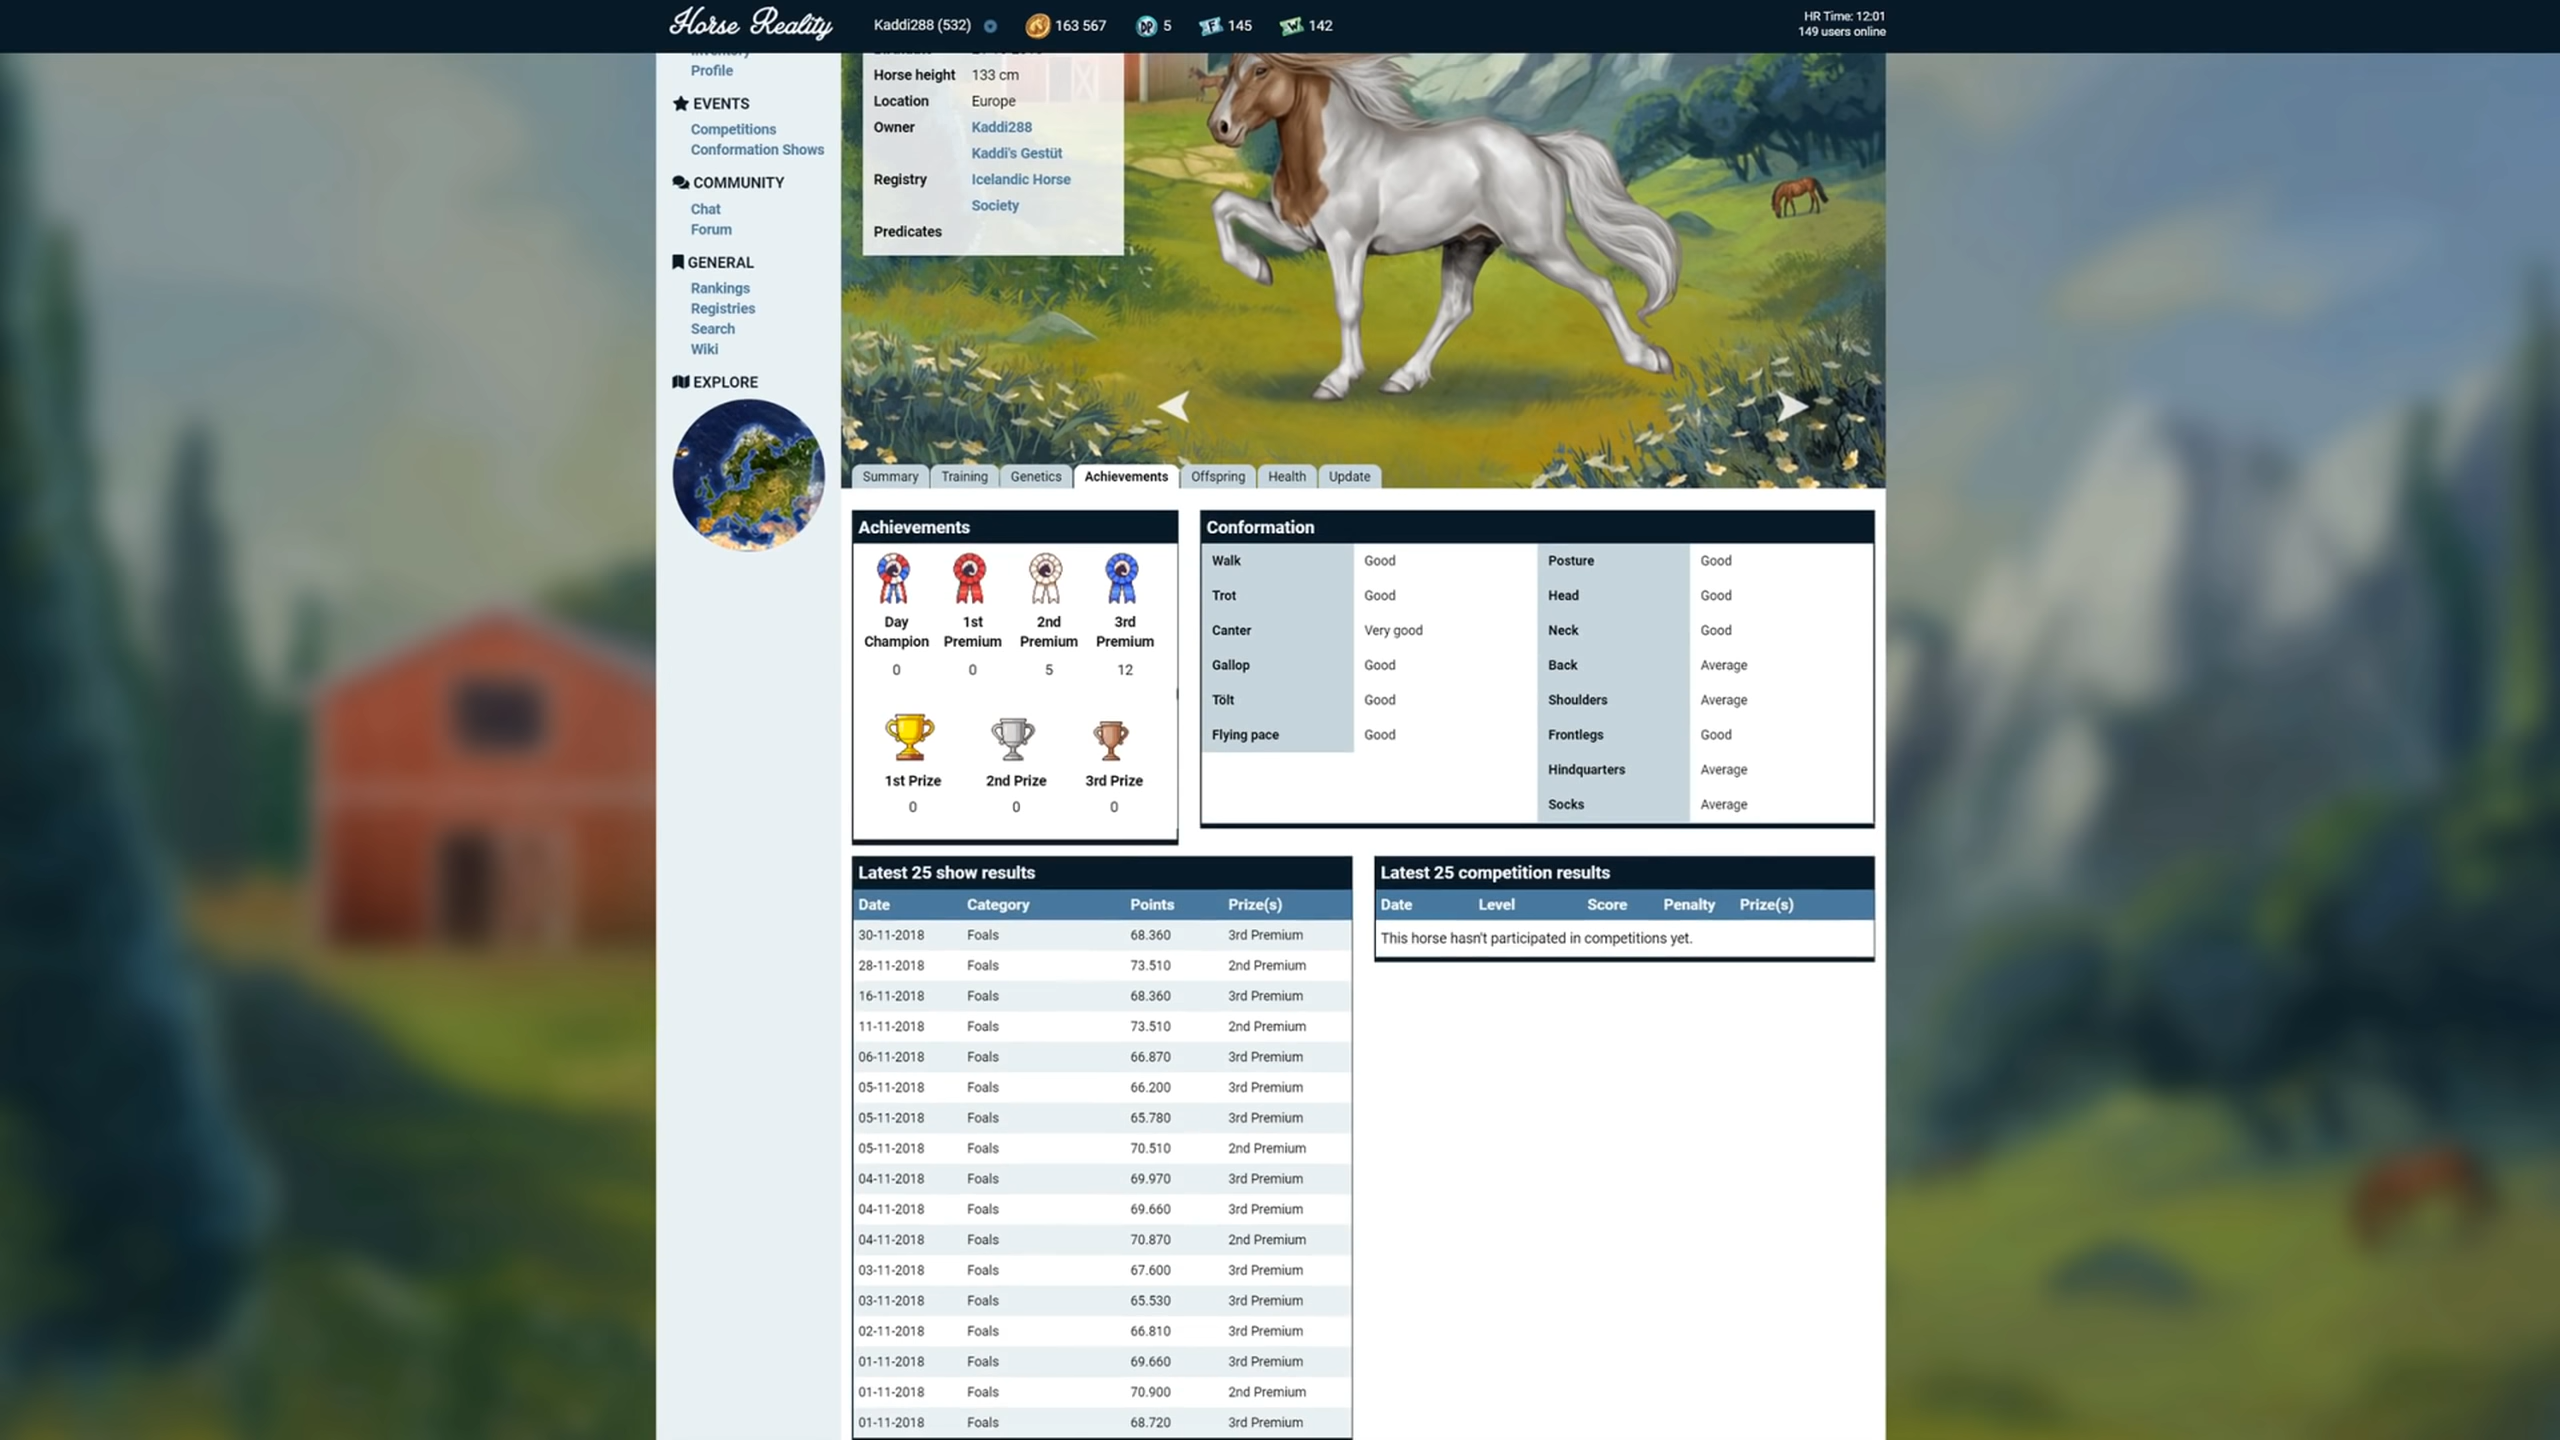 Horse Reality
Kaddi288 (532) 163 567 5 145 142
HR Time: 12:01
149 users online
Profile
EVENTS
Competitions
Conformation Shows
COMMUNITY
Chat
Forum
GENERAL
Rankings
Registries
Search
Wiki
EXPLORE
Horse height 133 cm
Location Europe
Owner Kaddi288
Kaddi's Gestüt
Registry Icelandic Horse
Society
Predicates
Summary Training Genetics Achievements Offspring Health Update
Achievements
Day Champion 1st Premium 2nd Premium 3rd Premium
0 0 5 12
1st Prize 2nd Prize 3rd Prize
0 0 0
Conformation
Walk Good Posture Good
Trot Good Head Good
Canter Very good Neck Good
Gallop Good Back Average
Tölt Good Shoulders Average
Flying pace Good Frontlegs Good
Hindquarters Average
Socks Average
Latest 25 show results
Date Category Points Prize(s)
30-11-2018 Foals 68.360 3rd Premium
28-11-2018 Foals 73.510 2nd Premium
16-11-2018 Foals 68.360 3rd Premium
11-11-2018 Foals 73.510 2nd Premium
06-11-2018 Foals 66.870 3rd Premium
05-11-2018 Foals 66.200 3rd Premium
05-11-2018 Foals 65.780 3rd Premium
05-11-2018 Foals 70.510 2nd Premium
04-11-2018 Foals 69.970 3rd Premium
04-11-2018 Foals 69.660 3rd Premium
04-11-2018 Foals 70.870 2nd Premium
03-11-2018 Foals 67.600 3rd Premium
03-11-2018 Foals 65.530 3rd Premium
02-11-2018 Foals 66.810 3rd Premium
01-11-2018 Foals 69.660 3rd Premium
01-11-2018 Foals 70.900 2nd Premium
01-11-2018 Foals 68.720 3rd Premium
Latest 25 competition results
Date Level Score Penalty Prize(s)
This horse hasn't participated in competitions yet.